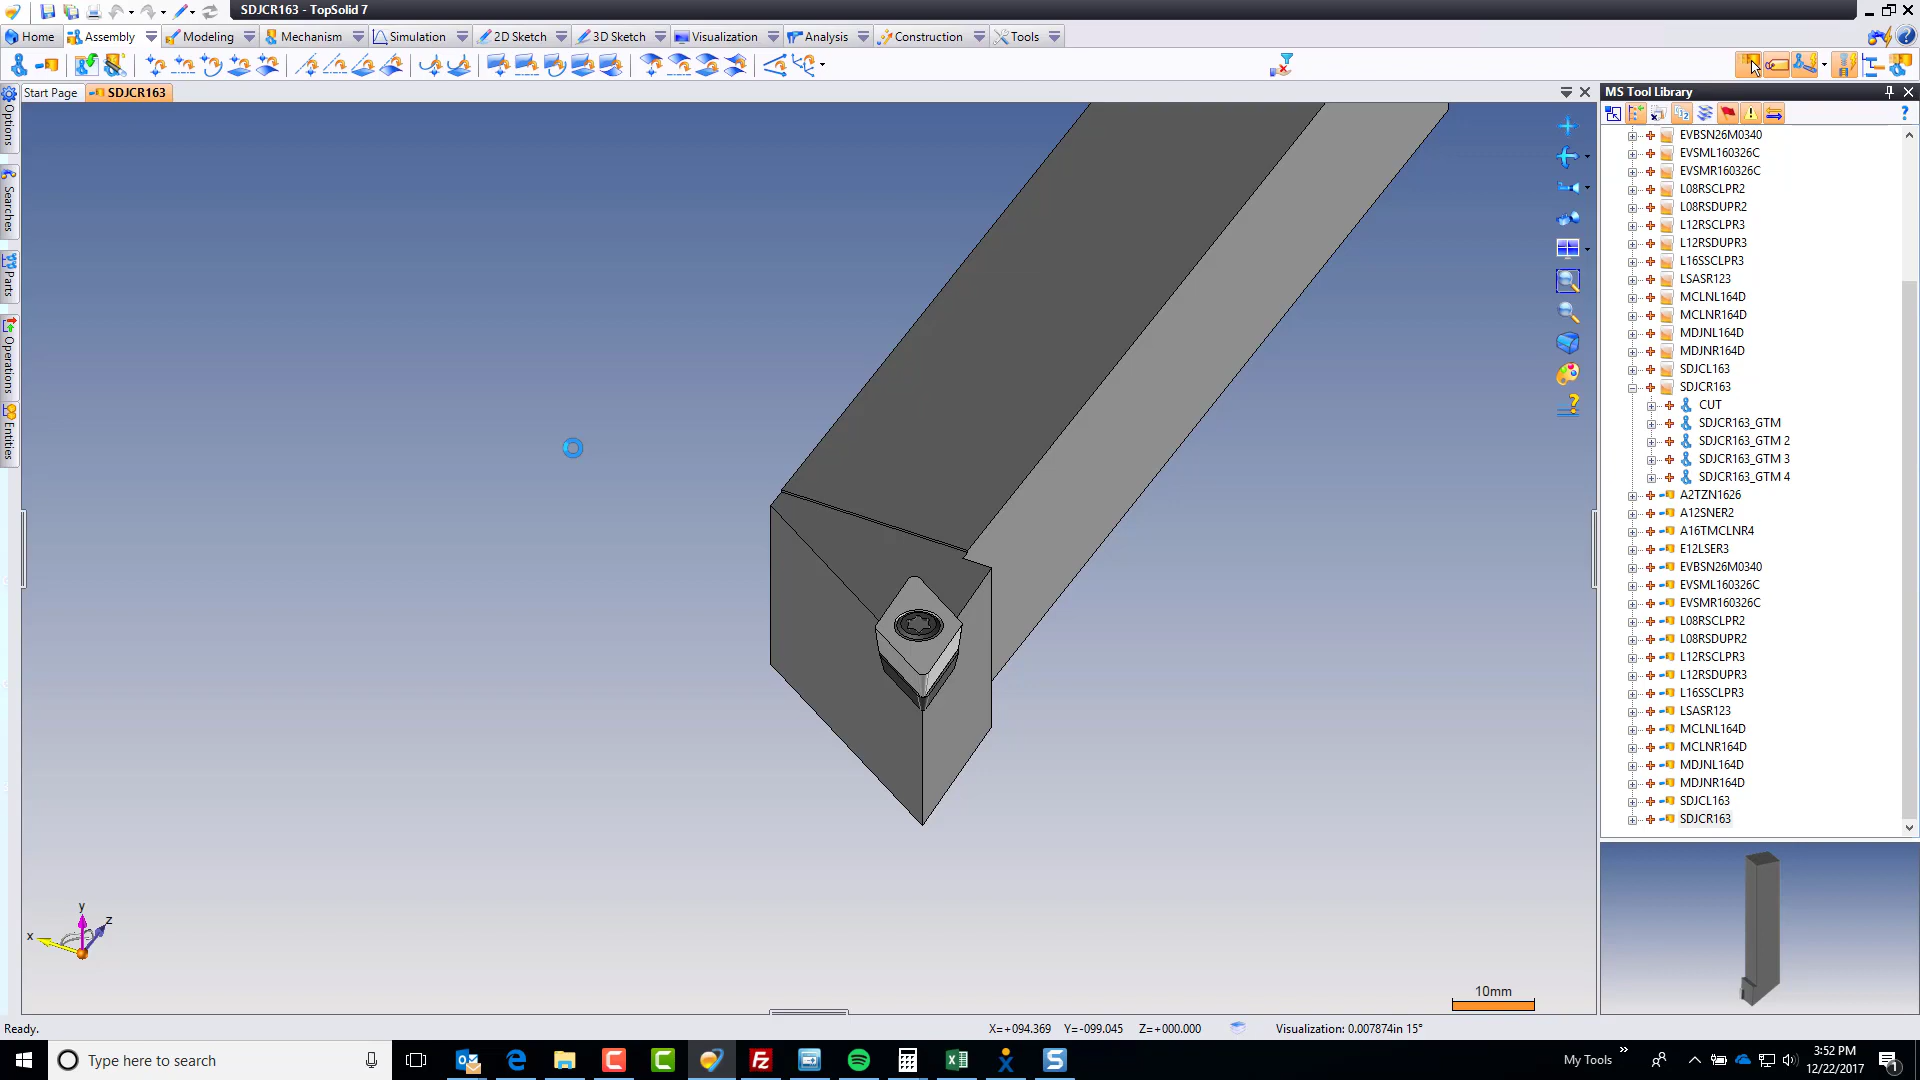 SDJCR163 - TopSolid 7
Home
Assembly
Modeling
Mechanism
Simulation
2D Sketch
3D Sketch
Visualization
Analysis
Construction
Tools
Start Page
SDJCR163
Options
Searches
Parts
Operations
Entities
MS Tool Library
EVBSN26M0340
EVSML160326C
EVSMR160326C
L08RSCLPR2
L08RSDUPR2
L12RSCLPR3
L12RSDUPR3
L16SSCLPR3
LSASR123
MCLNL164D
MCLNR164D
MDJNL164D
MDJNR164D
SDJCL163
SDJCR163
CUT
SDJCR163_GTM
SDJCR163_GTM 2
SDJCR163_GTM 3
SDJCR163_GTM 4
A2TZN1626
A12SNER2
A16TMCLNR4
E12LSER3
EVBSN26M0340
EVSML160326C
EVSMR160326C
L08RSCLPR2
L08RSDUPR2
L12RSCLPR3
L12RSDUPR3
L16SSCLPR3
LSASR123
MCLNL164D
MCLNR164D
MDJNL164D
MDJNR164D
SDJCL163
SDJCR163
y
z
x
10mm
Ready.
X=+094.369 Y=-099.045 Z=+000.000
Visualization: 0.007874in 15°
Type here to search
My Tools
3:52 PM
12/22/2017
1